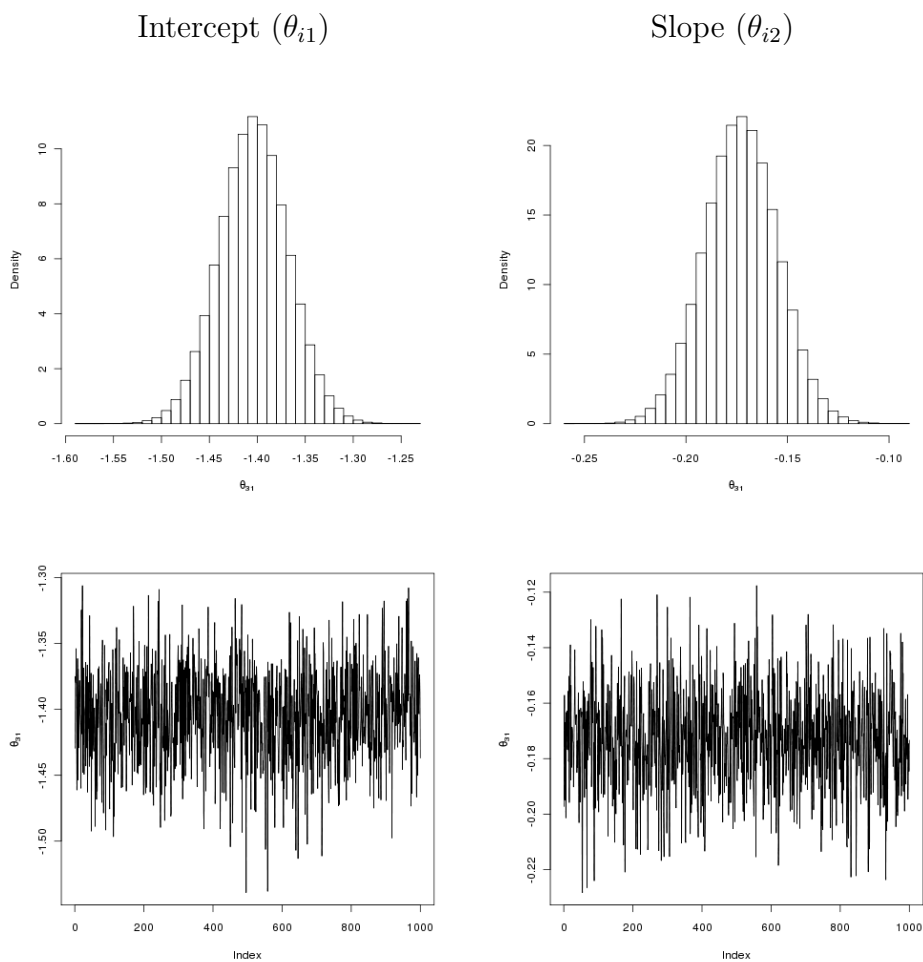 Intercept (θi1) Slope (θi2)
Density
0 2 4 6 8 10
-1.60 -1.55 -1.50 -1.45 -1.40 -1.35 -1.30 -1.25
θ31
Density
0 5 10 15 20
-0.25 -0.20 -0.15 -0.10
θ31
θ31
-1.50 -1.45 -1.40 -1.35 -1.30
0 200 400 600 800 1000
Index
θ31
-0.22 -0.20 -0.18 -0.16 -0.14 -0.12
0 200 400 600 800 1000
Index